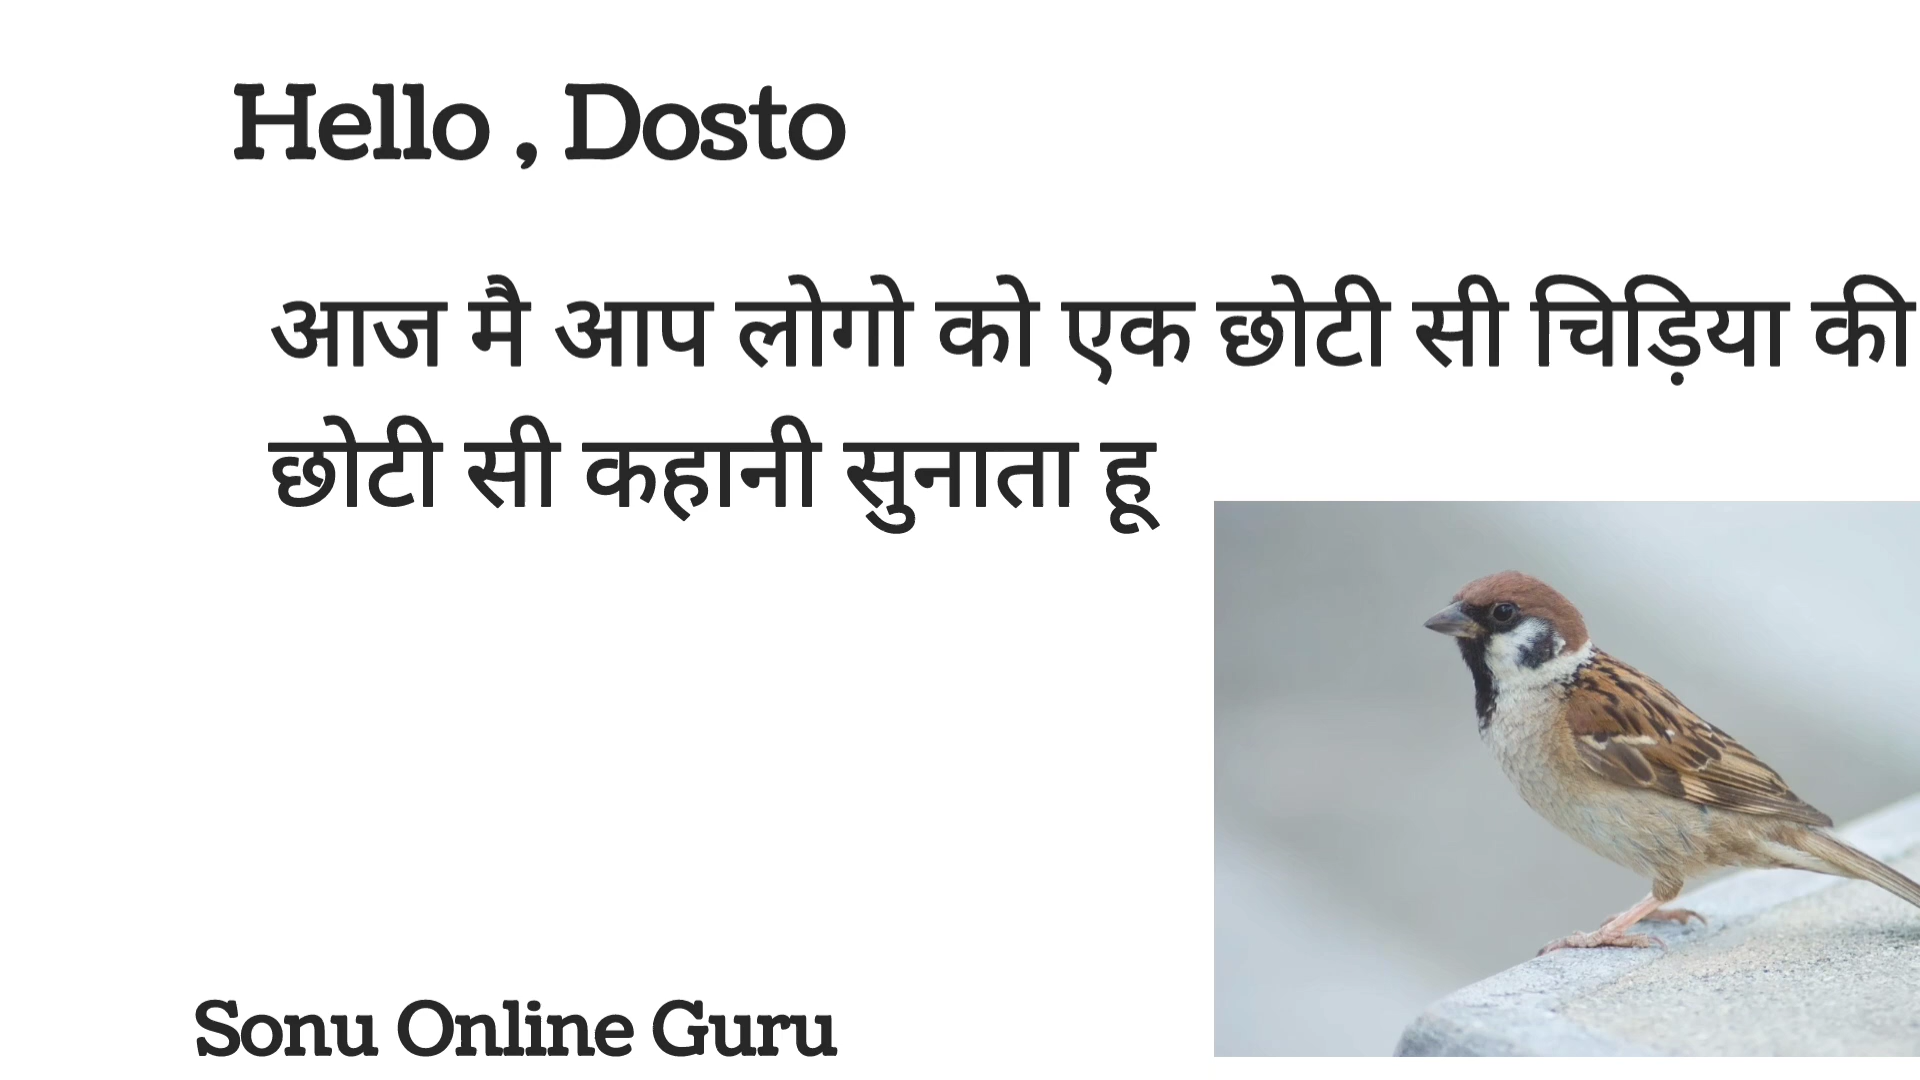 Hello , Dosto
आज मै आप लोगो को एक छोटी सी चिड़िया की
छोटी सी कहानी सुनाता हू
Sonu Online Guru